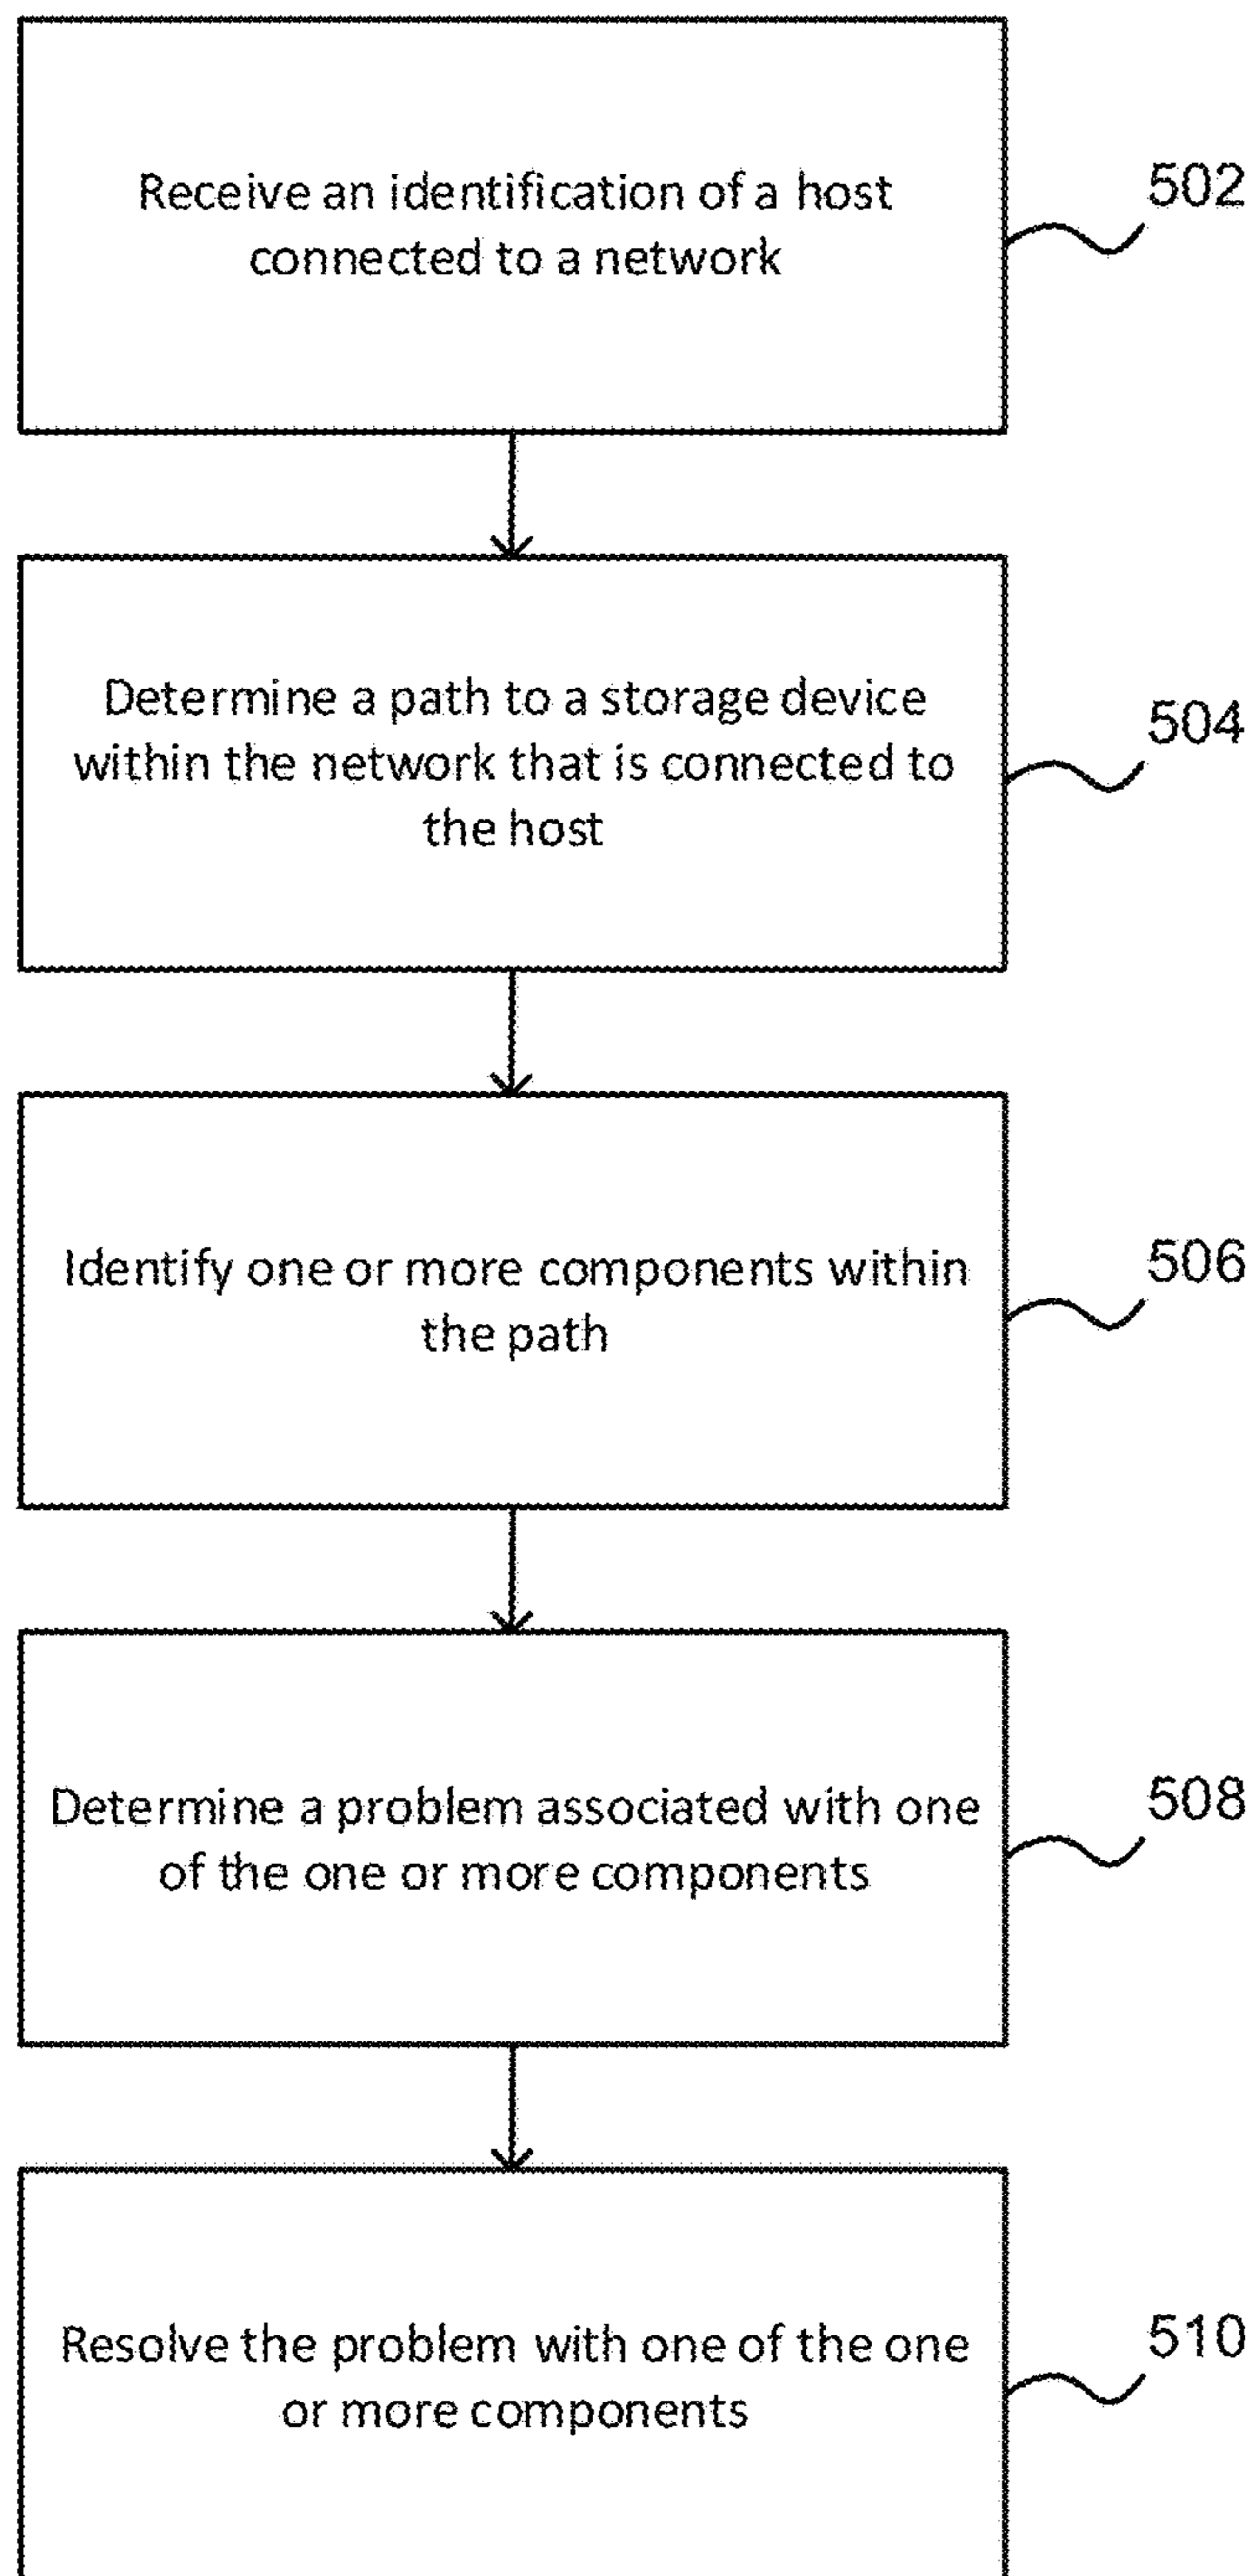 Receive an identification of a host
connected to a network
502
Determine a path to a storage device
within the network that is connected to
the host
504
Identify one or more components within
the path
506
Determine a problem associated with one
of the one or more components
508
Resolve the problem with one of the one
or more components
510